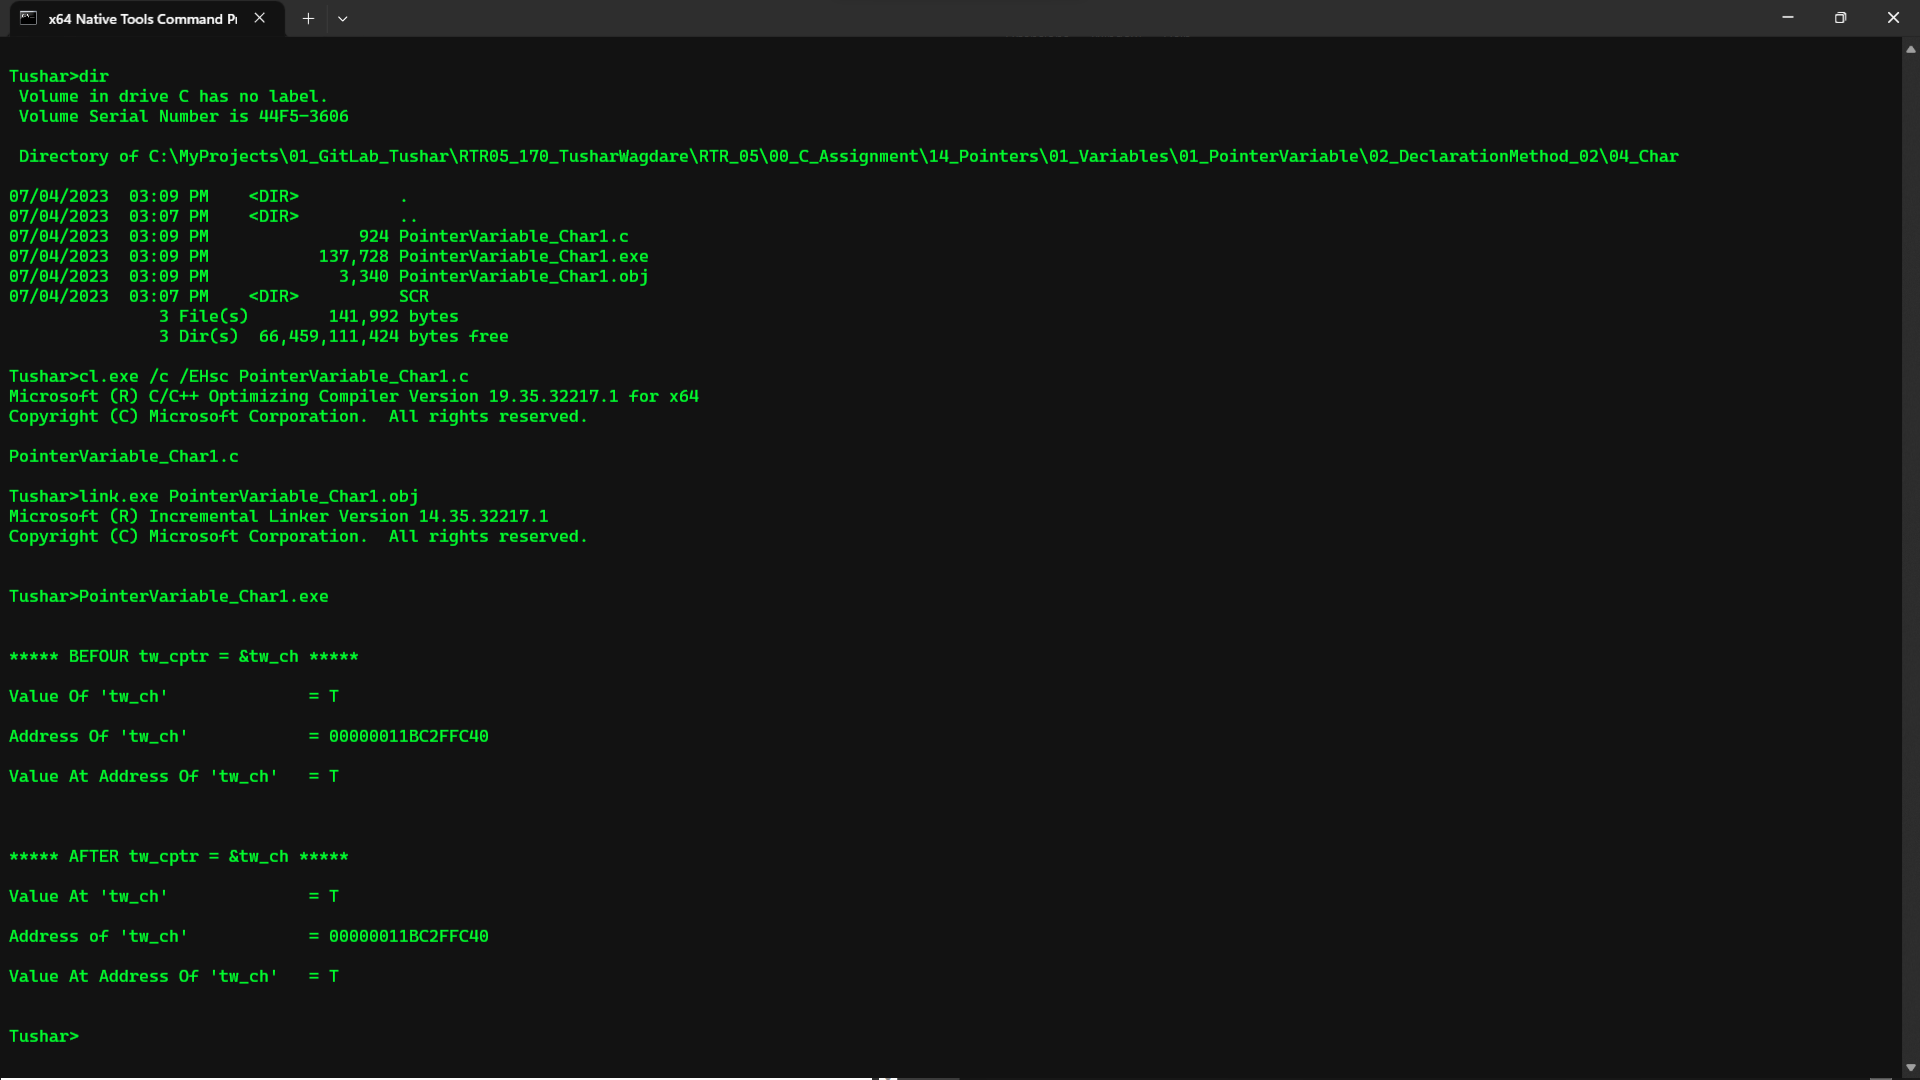 x64 Native Tools Command P
Tushar>dir
Volume in drive C has no label.
Volume Serial Number is 44F5-3606
Directory of C:\MyProjects\01_GitLab_Tushar\RTR05_170_TusharWagdare\RTR_05\00_C_Assignment\14_Pointers\01_Variables\01_PointerVariable\02_DeclarationMethod_02\04_Char
07/04/2023  03:09 PM    <DIR>          .
07/04/2023  03:07 PM    <DIR>          ..
07/04/2023  03:09 PM               924 PointerVariable_Char1.c
07/04/2023  03:09 PM           137,728 PointerVariable_Char1.exe
07/04/2023  03:09 PM             3,340 PointerVariable_Char1.obj
07/04/2023  03:07 PM    <DIR>          SCR
3 File(s)        141,992 bytes
3 Dir(s)  66,459,111,424 bytes free
Tushar>cl.exe /c /EHsc PointerVariable_Char1.c
Microsoft (R) C/C++ Optimizing Compiler Version 19.35.32217.1 for x64
Copyright (C) Microsoft Corporation.  All rights reserved.
PointerVariable_Char1.c
Tushar>link.exe PointerVariable_Char1.obj
Microsoft (R) Incremental Linker Version 14.35.32217.1
Copyright (C) Microsoft Corporation.  All rights reserved.
Tushar>PointerVariable_Char1.exe
***** BEFOUR tw_cptr = &tw_ch *****
Value Of 'tw_ch'              = T
Address Of 'tw_ch'            = 00000011BC2FFC40
Value At Address Of 'tw_ch'   = T
***** AFTER tw_cptr = &tw_ch *****
Value At 'tw_ch'              = T
Address of 'tw_ch'            = 00000011BC2FFC40
Value At Address Of 'tw_ch'   = T
Tushar>